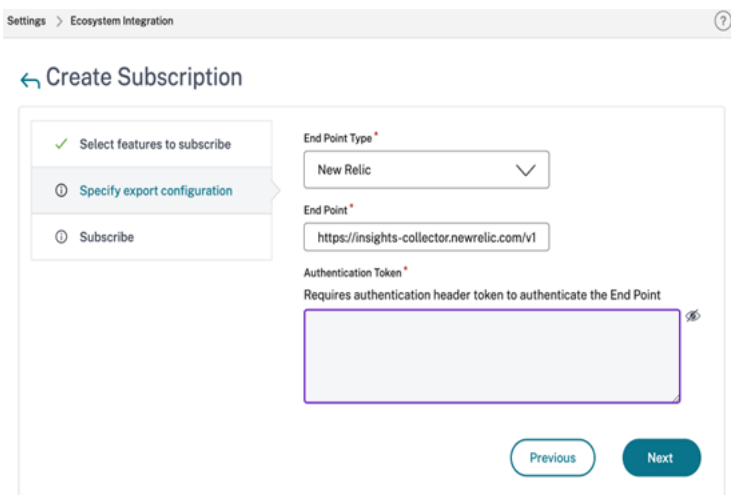 Settings > Ecosystem Integration
?
Create Subscription
Select features to subscribe
Specify export configuration
Subscribe
End Point Type*
New Relic
End Point*
https://insights-collector.newrelic.com/v1
Authentication Token*
Requires authentication header token to authenticate the End Point
Previous
Next